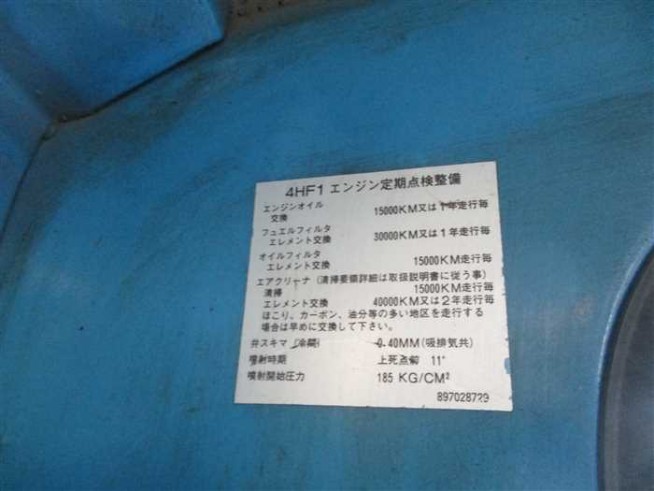 4HF1 エンジン定期点検整備
エンジンオイル
交換 15000KM又は1年走行毎
フュエルフィルタ
エレメント交換 30000KM又は1年走行毎
オイルフィルタ
エレメント交換 15000KM走行毎
エアクリーナ (清掃要領詳細は取扱説明書に従う事)
清掃 15000KM走行毎
エレメント交換 40000KM又は2年走行毎
ほこり、カーボン、油分等の多い地区を走行する
場合は早めに交換して下さい。
弁スキマ (冷間) 0.40MM(吸排気共)
噴射時期 上死点前 11°
噴射開始圧力 185 KG/CM²
897028729